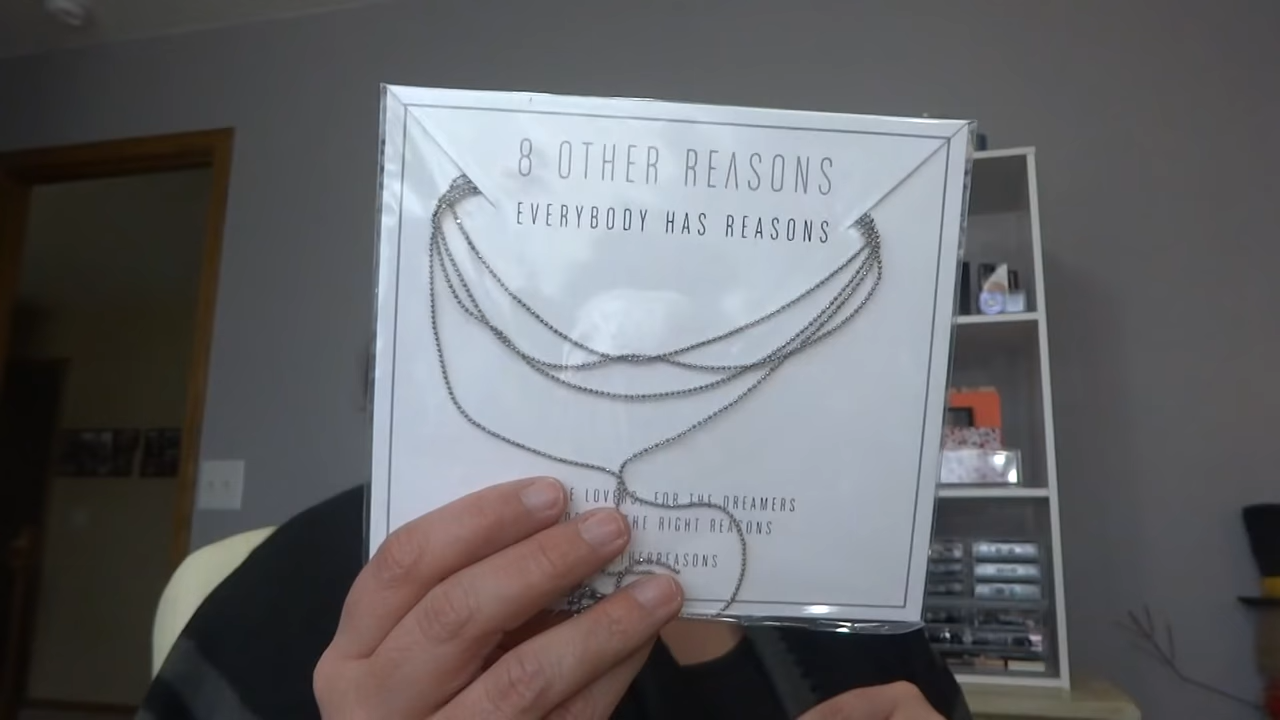 8 OTHER REASONS
EVERYBODY HAS REASONS
LOVERS, FOR THE DREAMERS
THE RIGHT REASONS